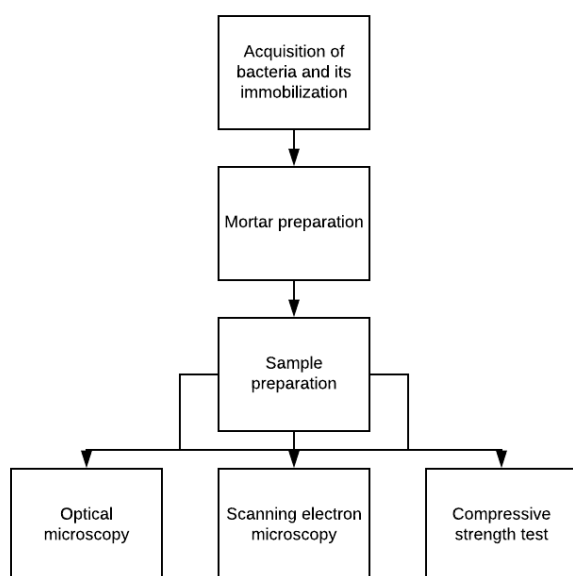 Acquisition of
bacteria and its
immobilization
Mortar preparation
Sample
preparation
Optical
microscopy
Scanning electron
microscopy
Compressive
strength test